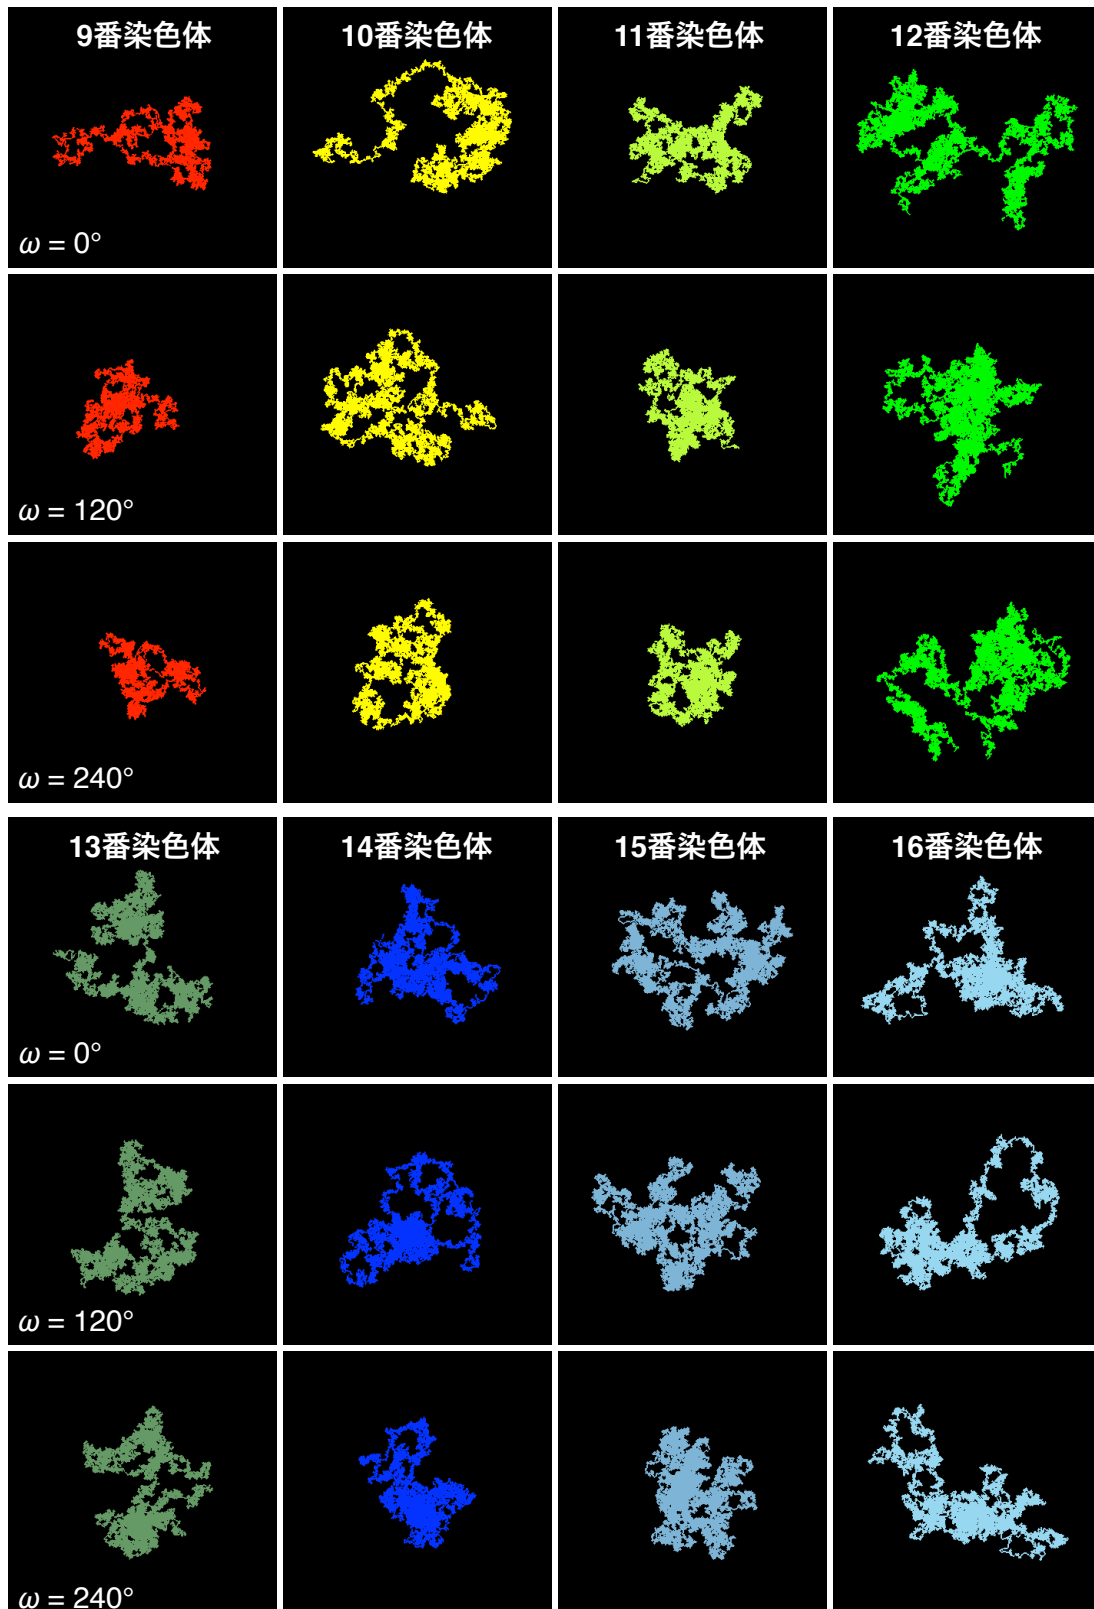 9番染色体
10番染色体
11番染色体
12番染色体
ω = 0°
ω = 120°
ω = 240°
13番染色体
14番染色体
15番染色体
16番染色体
ω = 0°
ω = 120°
ω = 240°